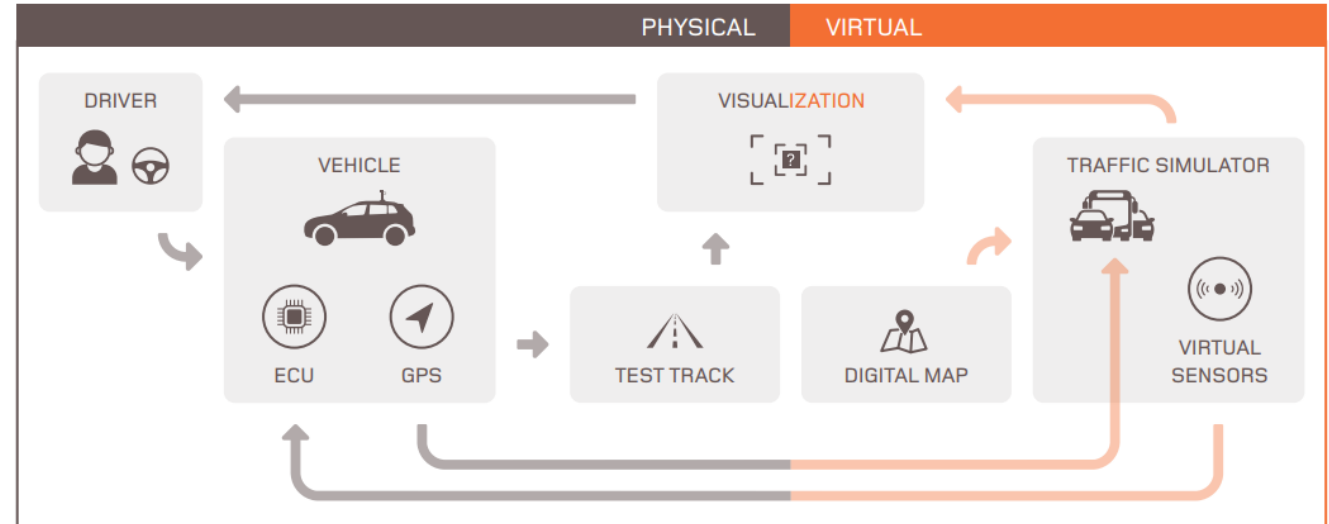 PHYSICAL VIRTUAL
DRIVER
VISUALIZATION
VEHICLE
TRAFFIC SIMULATOR
?
ECU
GPS
TEST TRACK
DIGITAL MAP
VIRTUAL
SENSORS